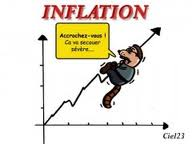 INFLATION
Accrochez-vous !
Ca va secouer
sévère....
Ciel23